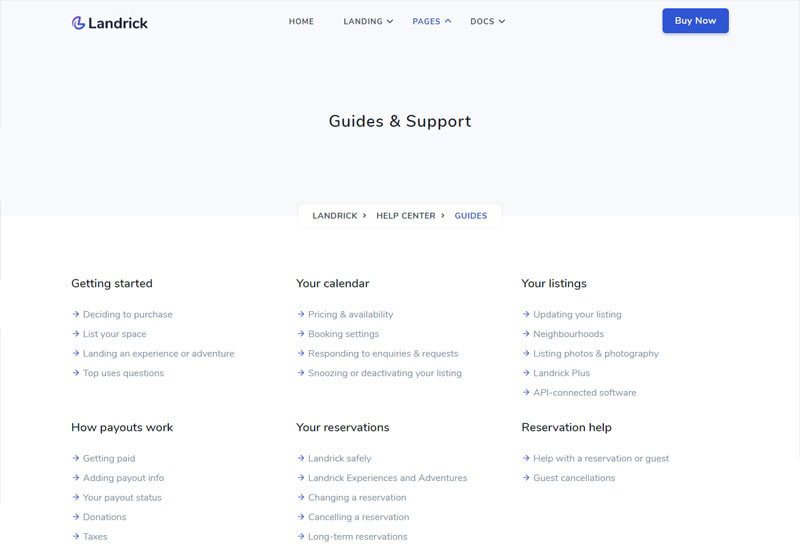 Landrick
HOME LANDING PAGES DOCS
Buy Now
Guides & Support
LANDRICK > HELP CENTER > GUIDES
Getting started
→ Deciding to purchase
→ List your space
→ Landing an experience or adventure
→ Top uses questions
Your calendar
→ Pricing & availability
→ Booking settings
→ Responding to enquiries & requests
→ Snoozing or deactivating your listing
Your listings
→ Updating your listing
→ Neighbourhoods
→ Listing photos & photography
→ Landrick Plus
→ API-connected software
How payouts work
→ Getting paid
→ Adding payout info
→ Your payout status
→ Donations
→ Taxes
Your reservations
→ Landrick safely
→ Landrick Experiences and Adventures
→ Changing a reservation
→ Cancelling a reservation
→ Long-term reservations
Reservation help
→ Help with a reservation or guest
→ Guest cancellations